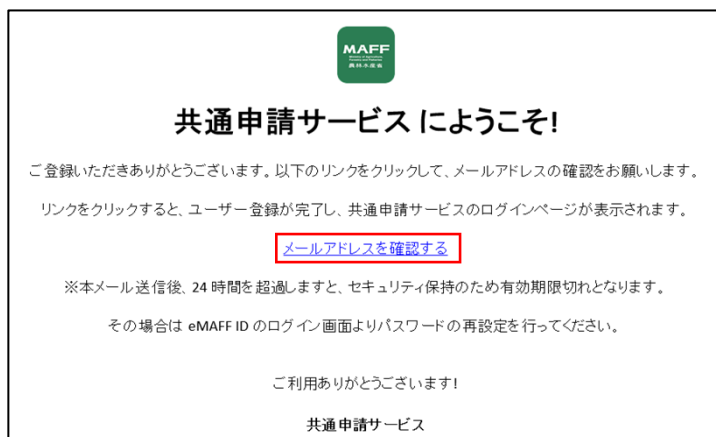 MAFF
農林水産省
共通申請サービス にようこそ!
ご登録いただきありがとうございます。以下のリンクをクリックして、メールアドレスの確認をお願いします。
リンクをクリックすると、ユーザー登録が完了し、共通申請サービスのログインページが表示されます。
メールアドレスを確認する
※本メール送信後、24 時間を超過しますと、セキュリティ保持のため有効期限切れとなります。
その場合は eMAFF ID のログイン画面よりパスワードの再設定を行ってください。
ご利用ありがとうございます!
共通申請サービス